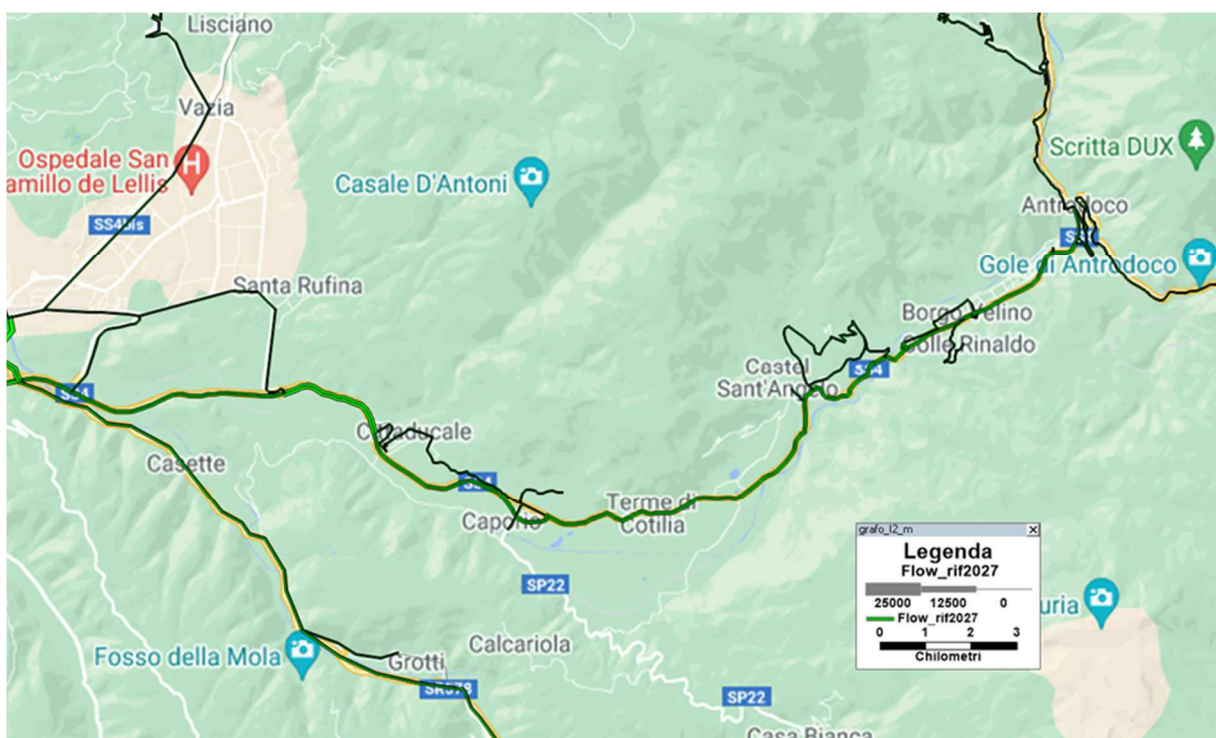 Lisciano
Vazia
Ospedale San
amillo de Lellis
H
SS4bis
Casale D'Antoni
Scritta DUX
Antrodoco
Gole di Antrodoco
Santa Rufina
Borgo Velino
Colle Rinaldo
Castel
Sant'Angelo
SS4
SS4
Cittaducale
Casette
SS4
Caporio
Terme di
Cotilia
SP22
Fosso della Mola
Grotti
Calcariola
SR578
SP22
Casa Bianca
uria
grafo_l2_m
Legenda
Flow_rif2027
25000 12500 0
Flow_rif2027
0 1 2 3
Chilometri